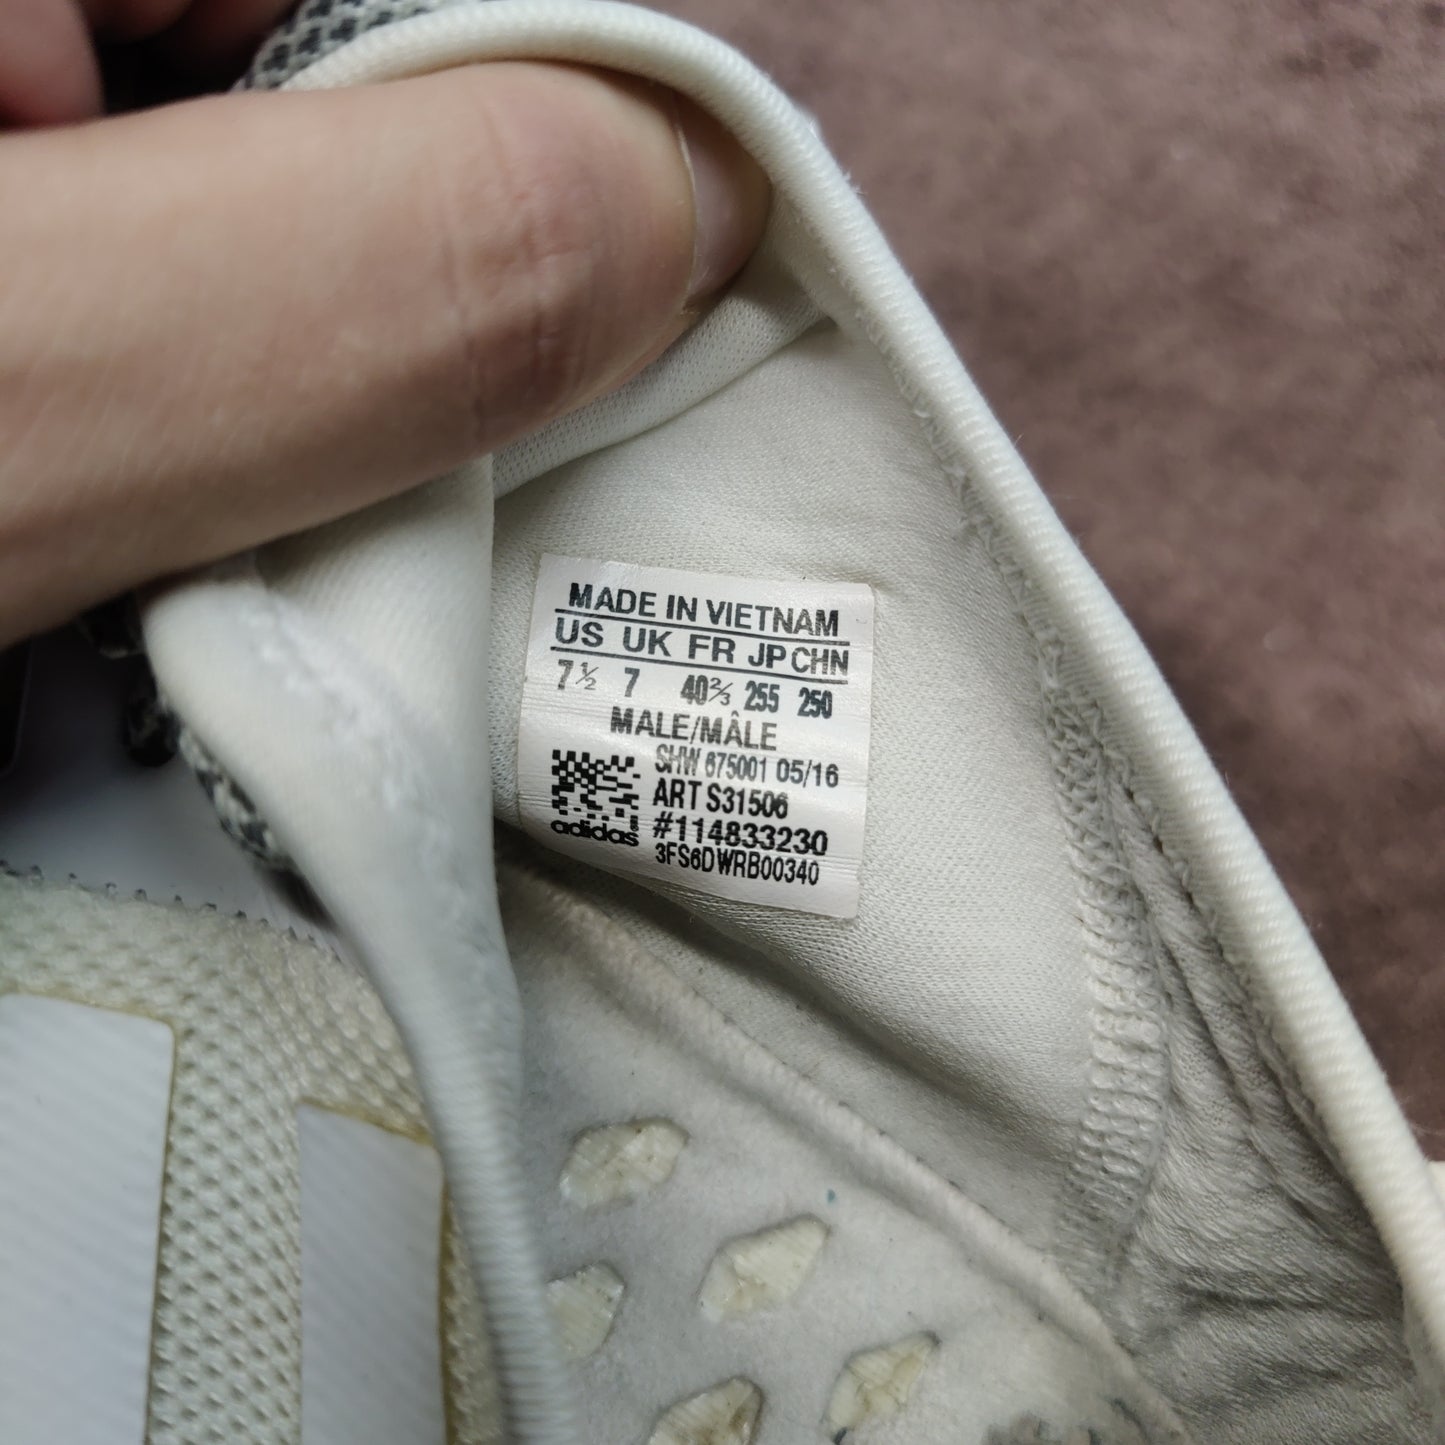 MADE IN VIETNAM
US UK FR JP CHN
7½ 7 40⅔ 255 250
MALE/MÂLE
SHW 675001 05/16
ART S31506
#114833230
adidas
3FS6DWRB00340